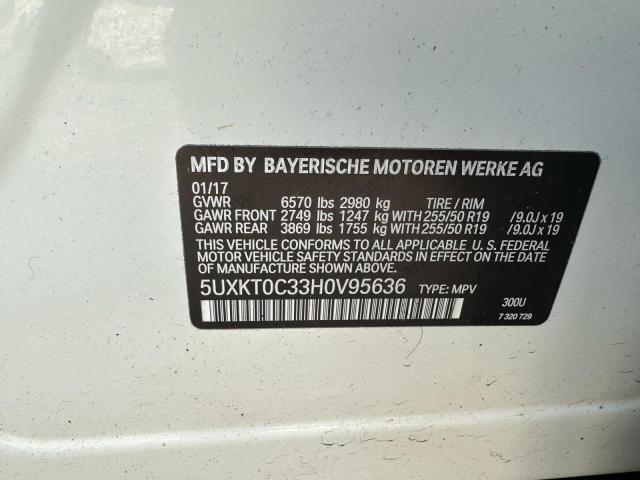 MFD BY BAYERISCHE MOTOREN WERKE AG
01/17
GVWR 6570 lbs 2980 kg TIRE / RIM
GAWR FRONT 2749 lbs 1247 kg WITH 255/50 R19 /9.0J x 19
GAWR REAR 3869 lbs 1755 kg WITH 255/50 R19 /9.0J x 19
THIS VEHICLE CONFORMS TO ALL APPLICABLE U. S. FEDERAL
MOTOR VEHICLE SAFETY STANDARDS IN EFFECT ON THE
DATE OF MANUFACTURE SHOWN ABOVE.
5UXKT0C33H0V95636 TYPE: MPV
300U
7 320 729